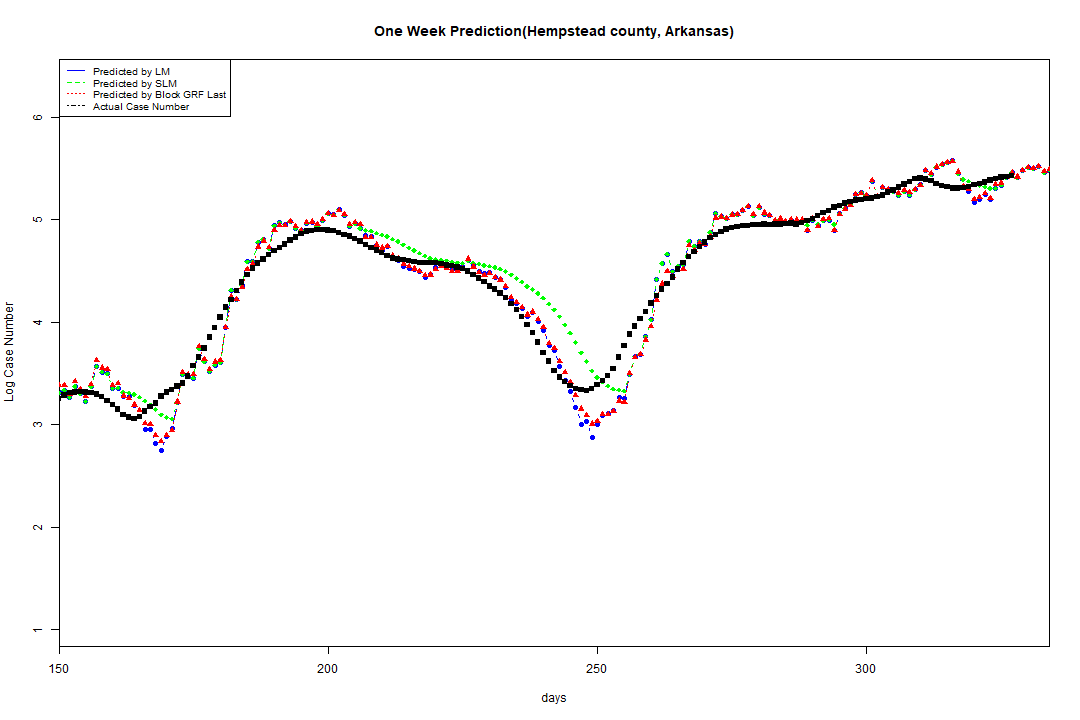 One Week Prediction(Hempstead county, Arkansas)
Predicted by LM
Predicted by SLM
Predicted by Block GRF Last
Actual Case Number
6
5
4
3
2
1
Log Case Number
150 200 250 300
days